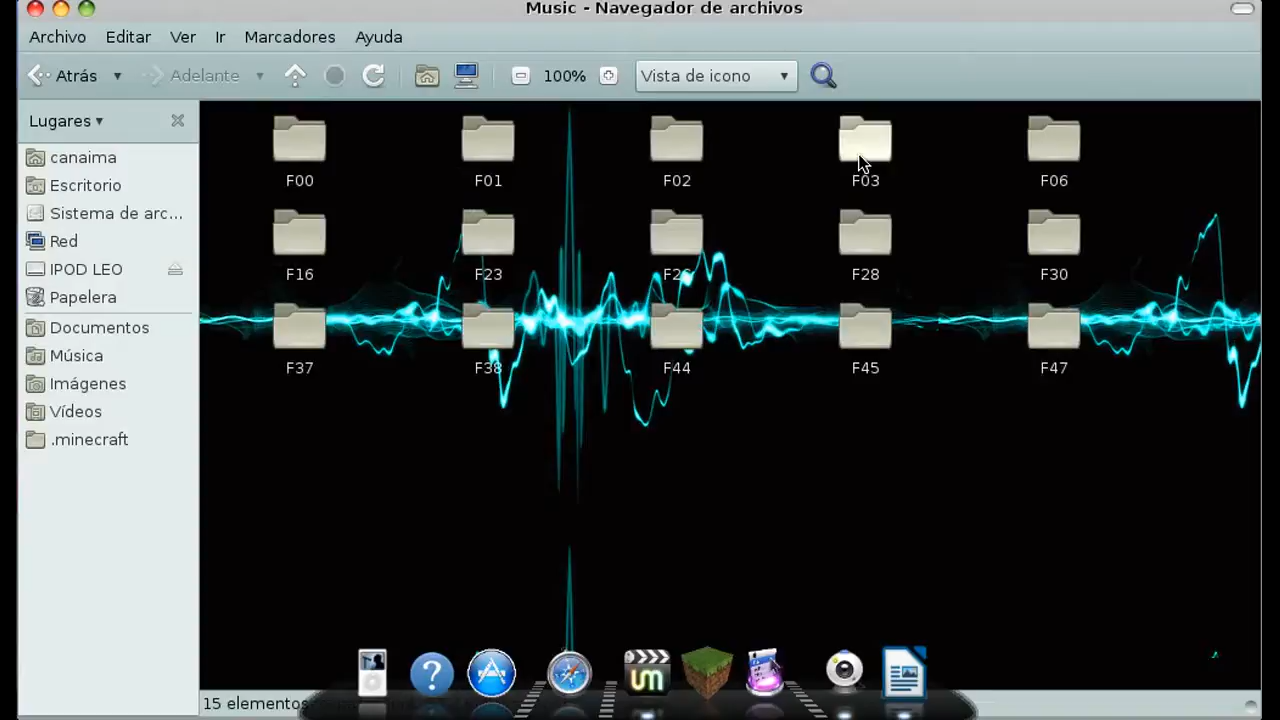 Music - Navegador de archivos
Archivo Editar Ver Ir Marcadores Ayuda
Atrás Adelante 100% Vista de icono
Lugares
canaima
Escritorio
Sistema de arc...
Red
IPOD LEO
Papelera
Documentos
Música
Imágenes
Vídeos
.minecraft
F00 F01 F02 F03 F06
F16 F23 F26 F28 F30
F37 F38 F44 F45 F47
?
um
15 elementos